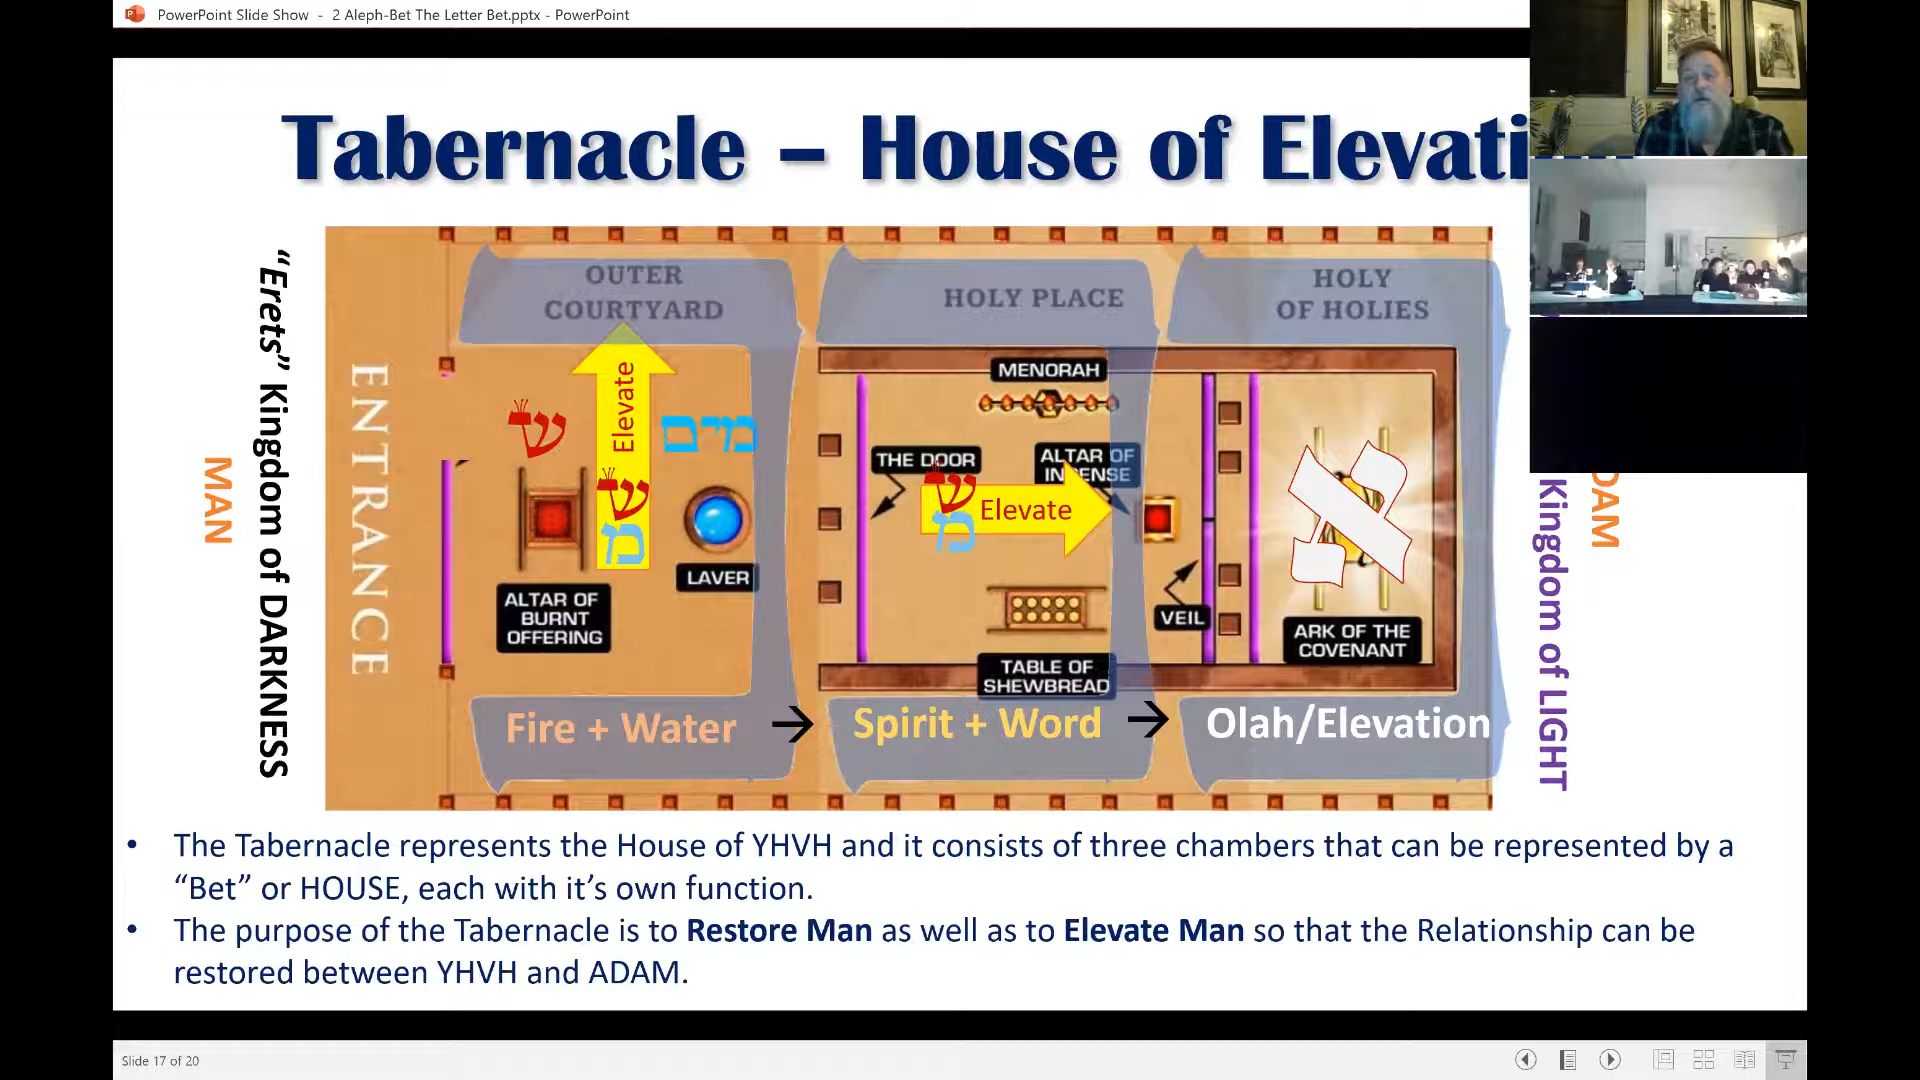 PowerPoint Slide Show - 2 Aleph-Bet The Letter Bet.pptx - PowerPoint
Tabernacle – House of Elevati
"Erets" Kingdom of DARKNESS
MAN
ENTRANCE
OUTER
COURTYARD
HOLY PLACE
HOLY
OF HOLIES
MENORAH
Elevate
ש
מים
ש
מ
THE DOOR
ALTAR OF
INCENSE
ש
מ
Elevate
א
LAVER
ALTAR OF
BURNT
OFFERING
VEIL
ARK OF THE
COVENANT
TABLE OF
SHEWBREAD
Fire + Water → Spirit + Word → Olah/Elevation
DAM
Kingdom of LIGHT
• The Tabernacle represents the House of YHVH and it consists of three chambers that can be represented by a
"Bet" or HOUSE, each with it's own function.
• The purpose of the Tabernacle is to Restore Man as well as to Elevate Man so that the Relationship can be
restored between YHVH and ADAM.
Slide 17 of 20